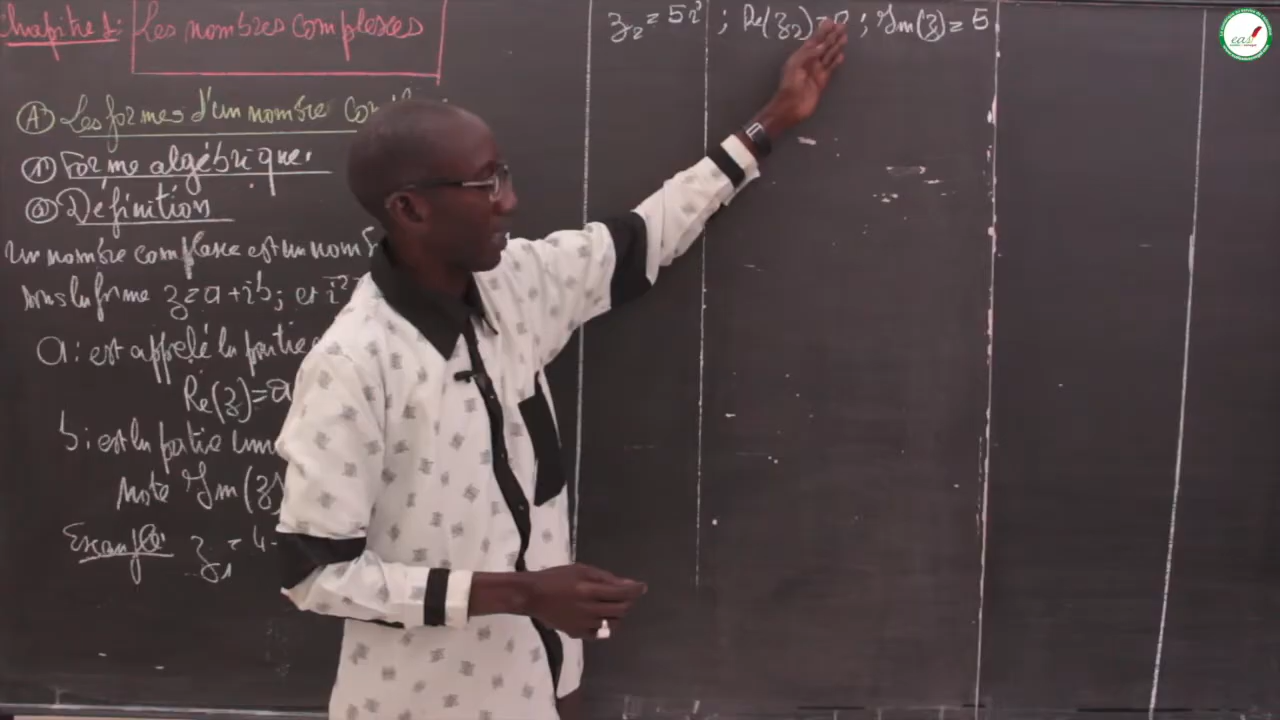 Chapitre 1: Les nombres complexes
A) Les formes d'un nombre
1) Forme algébrique.
a) Définition
Un nombre complexe est un
sous la forme z = a + ib; et i²
a: est appelé la partie
Re(z) = a
b: est la partie
note Im(z)
Example z₁ = 4
z₂ = 5i ; Re(z₂) = ; Im(z) = 5
eas!